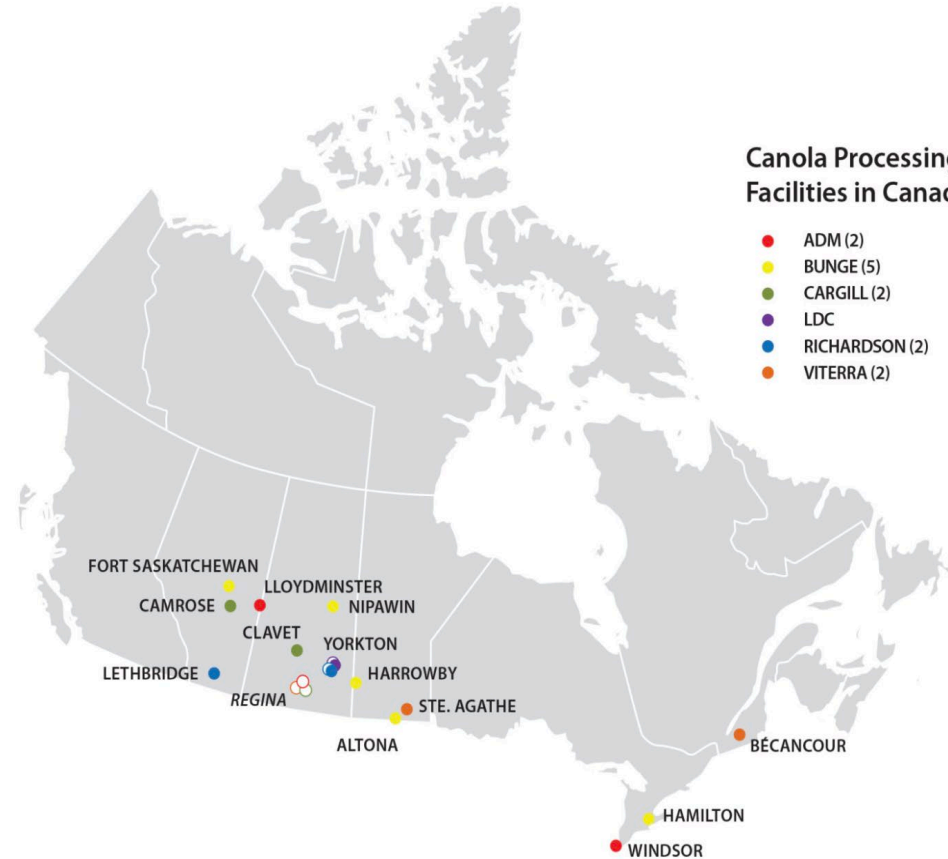 Canola Processing
Facilities in Canad
ADM (2)
BUNGE (5)
CARGILL (2)
LDC
RICHARDSON (2)
VITERRA (2)
FORT SASKATCHEWAN
LLOYDMINSTER
CAMROSE
NIPAWIN
CLAVET
YORKTON
LETHBRIDGE
HARROWBY
REGINA
STE. AGATHE
ALTONA
BÉCANCOUR
HAMILTON
WINDSOR